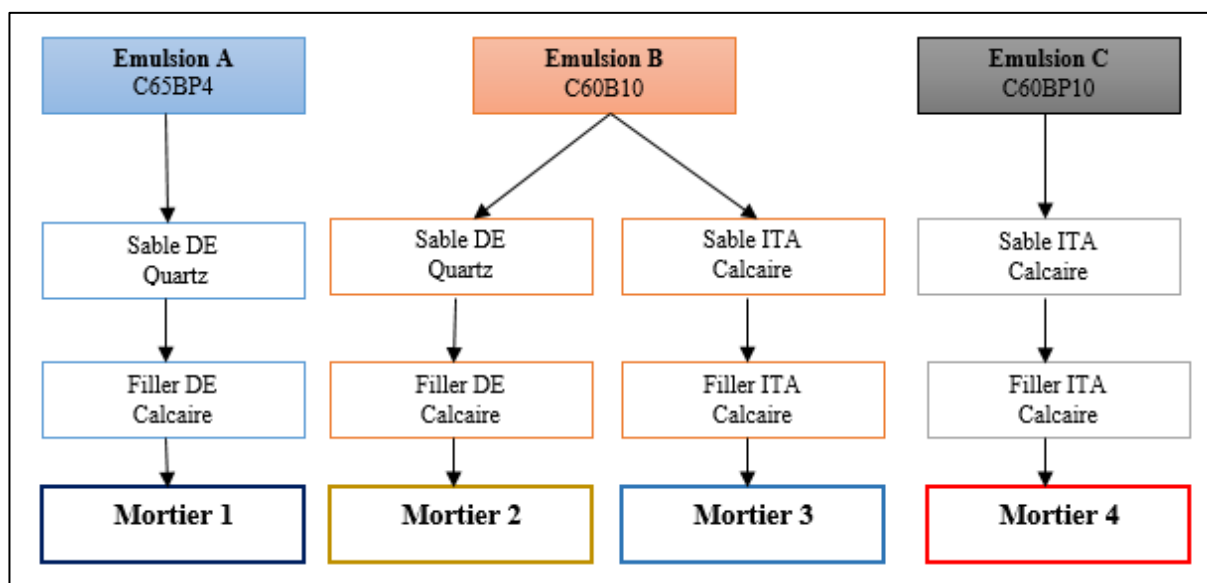 Emulsion A
C65BP4
Emulsion B
C60B10
Emulsion C
C60BP10
Sable DE
Quartz
Sable DE
Quartz
Sable ITA
Calcaire
Sable ITA
Calcaire
Filler DE
Calcaire
Filler DE
Calcaire
Filler ITA
Calcaire
Filler ITA
Calcaire
Mortier 1
Mortier 2
Mortier 3
Mortier 4